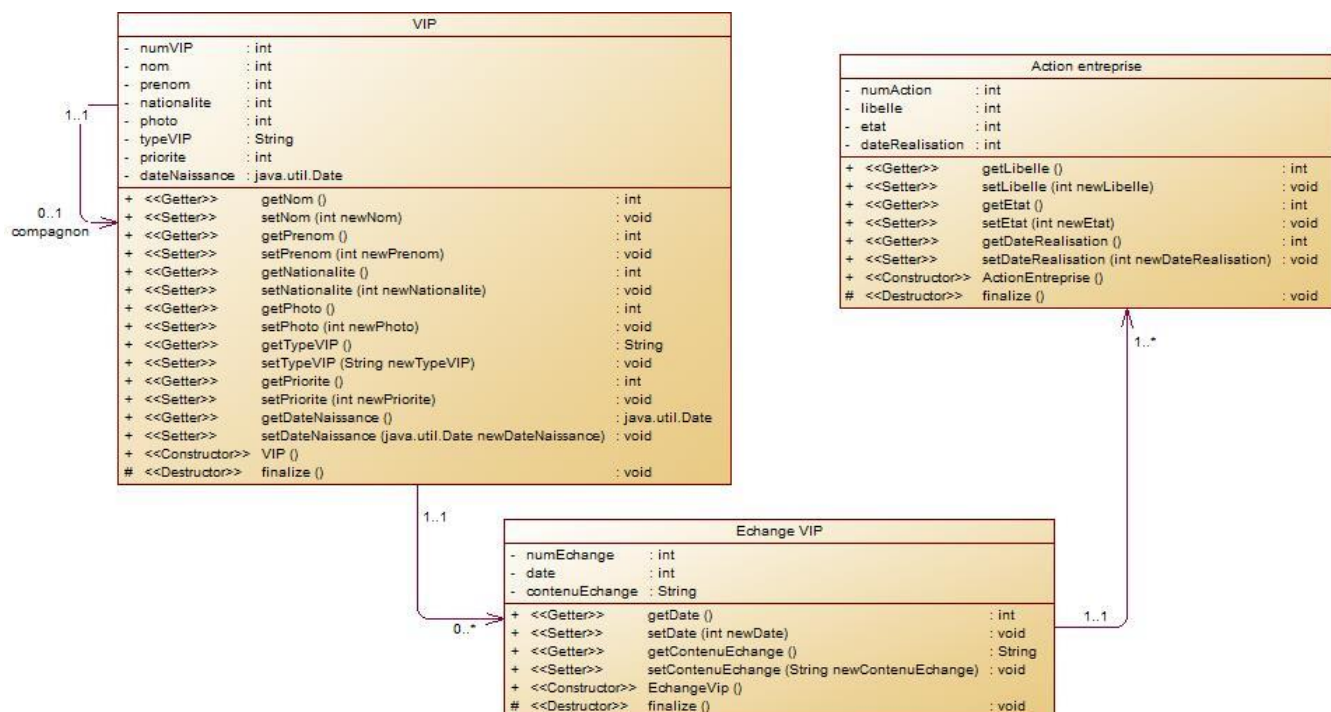 VIP
- numVIP : int
- nom : int
- prenom : int
- nationalite : int
- photo : int
- typeVIP : String
- priorite : int
- dateNaissance : java.util.Date
+ <<Getter>> getNom () : int
+ <<Setter>> setNom (int newNom) : void
+ <<Getter>> getPrenom () : int
+ <<Setter>> setPrenom (int newPrenom) : void
+ <<Getter>> getNationalite () : int
+ <<Setter>> setNationalite (int newNationalite) : void
+ <<Getter>> getPhoto () : int
+ <<Setter>> setPhoto (int newPhoto) : void
+ <<Getter>> getTypeVIP () : String
+ <<Setter>> setTypeVIP (String newTypeVIP) : void
+ <<Getter>> getPriorite () : int
+ <<Setter>> setPriorite (int newPriorite) : void
+ <<Getter>> getDateNaissance () : java.util.Date
+ <<Setter>> setDateNaissance (java.util.Date newDateNaissance) : void
+ <<Constructor>> VIP ()
# <<Destructor>> finalize () : void
1..1
0..1
compagnon
Action entreprise
- numAction : int
- libelle : int
- etat : int
- dateRealisation : int
+ <<Getter>> getLibelle () : int
+ <<Setter>> setLibelle (int newLibelle) : void
+ <<Getter>> getEtat () : int
+ <<Setter>> setEtat (int newEtat) : void
+ <<Getter>> getDateRealisation () : int
+ <<Setter>> setDateRealisation (int newDateRealisation) : void
+ <<Constructor>> ActionEntreprise ()
# <<Destructor>> finalize () : void
1..*
1..1
0..*
Echange VIP
- numEchange : int
- date : int
- contenuEchange : String
+ <<Getter>> getDate () : int
+ <<Setter>> setDate (int newDate) : void
+ <<Getter>> getContenuEchange () : String
+ <<Setter>> setContenuEchange (String newContenuEchange) : void
+ <<Constructor>> EchangeVip ()
# <<Destructor>> finalize () : void
1..1